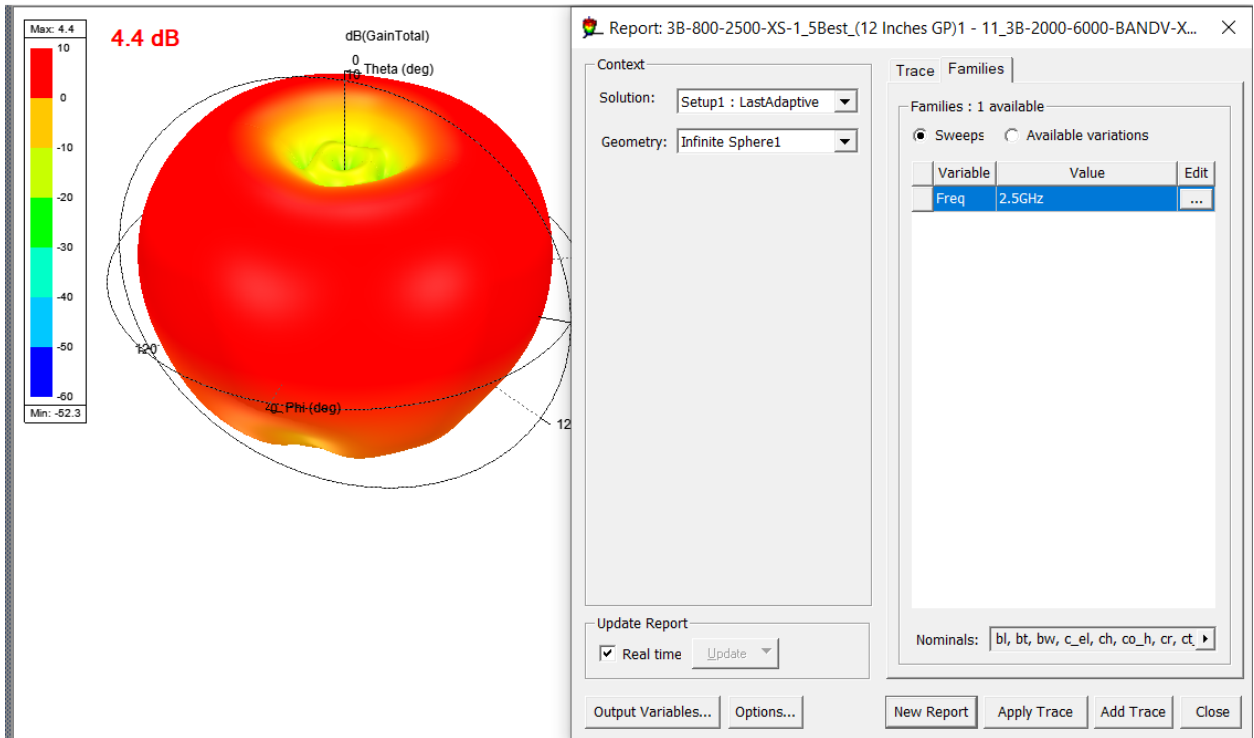 Max: 4.4
10
0
-10
-20
-30
-40
-50
-60
Min: -52.3
4.4 dB
dB(GainTotal)
0
10
Theta (deg)
120
0
Phi (deg)
12
Report: 3B-800-2500-XS-1_5Best_(12 Inches GP)1 - 11_3B-2000-6000-BANDV-X...
Context
Solution: Setup1 : LastAdaptive
Geometry: Infinite Sphere1
Update Report
Real time Update
Trace Families
Families : 1 available
Sweeps Available variations
Variable Value Edit
Freq 2.5GHz ...
Nominals: bl, bt, bw, c_el, ch, co_h, cr, ct_
Output Variables... Options... New Report Apply Trace Add Trace Close